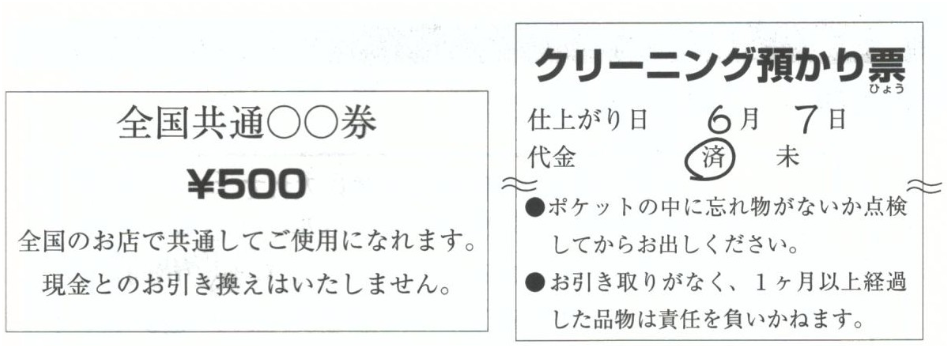 全国共通〇〇券
¥500
全国のお店で共通してご使用になれます。
現金とのお引き換えはいたしません。
クリーニング預かり票
ひょう
仕上がり日 6月 7日
代金 済 未
●ポケットの中に忘れ物がないか点検
してからお出しください。
●お引き取りがなく、1ヶ月以上経過
した品物は責任を負いかねます。